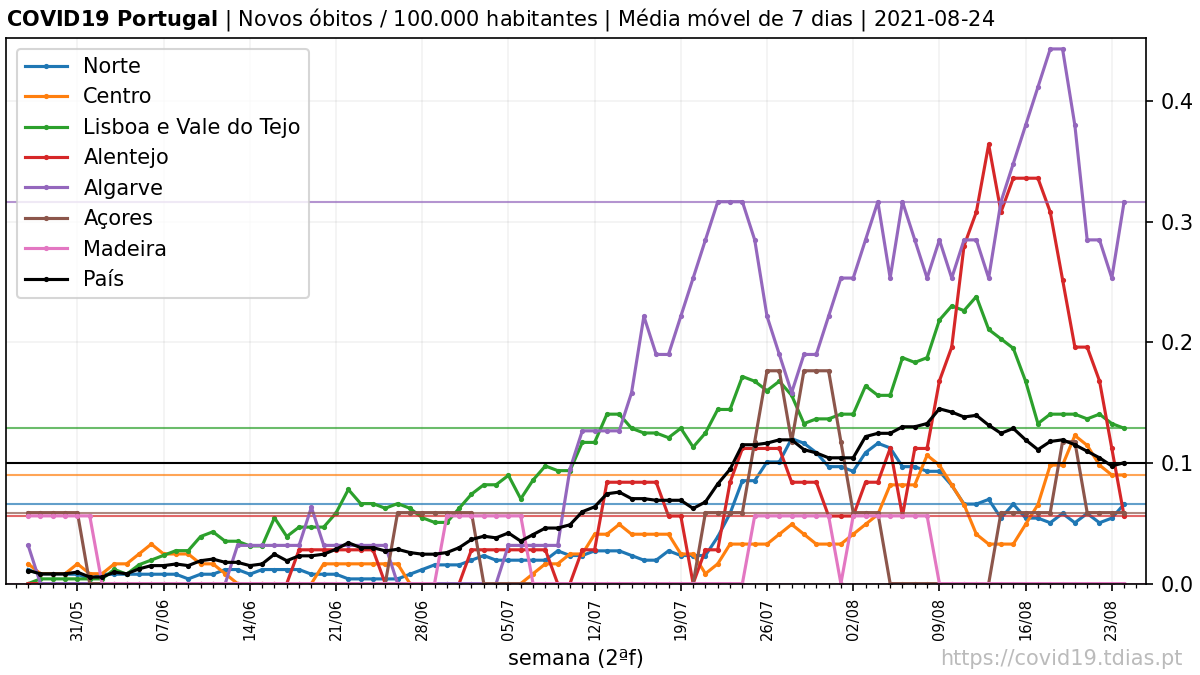 COVID19 Portugal | Novos óbitos / 100.000 habitantes | Média móvel de 7 dias | 2021-08-24
Norte
Centro
Lisboa e Vale do Tejo
Alentejo
Algarve
Açores
Madeira
País
0.4
0.3
0.2
0.1
0.0
31/05
07/06
14/06
21/06
28/06
05/07
12/07
19/07
26/07
02/08
09/08
16/08
23/08
semana (2ªf)
https://covid19.tdias.pt